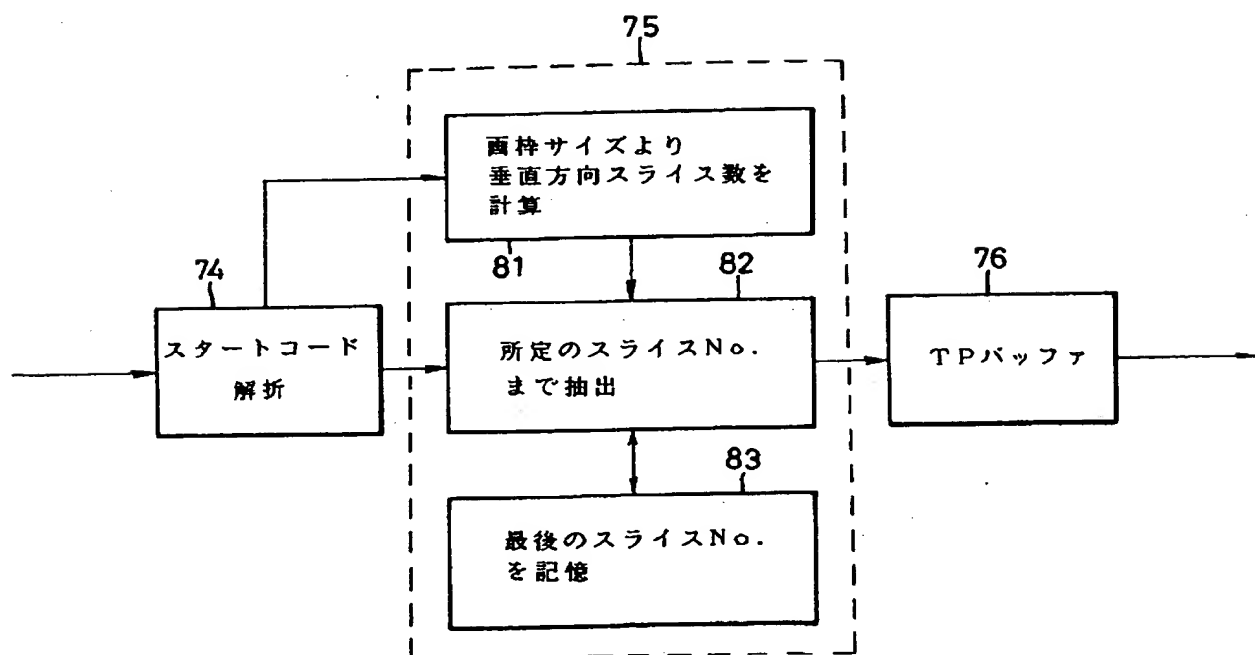 75
画枠サイズより
垂直方向スライス数を
計算
81
74
82
76
スタートコード
解折
所定のスライスNo.
まで抽出
TPバッファ
83
最後のスライスNo.
を記憶